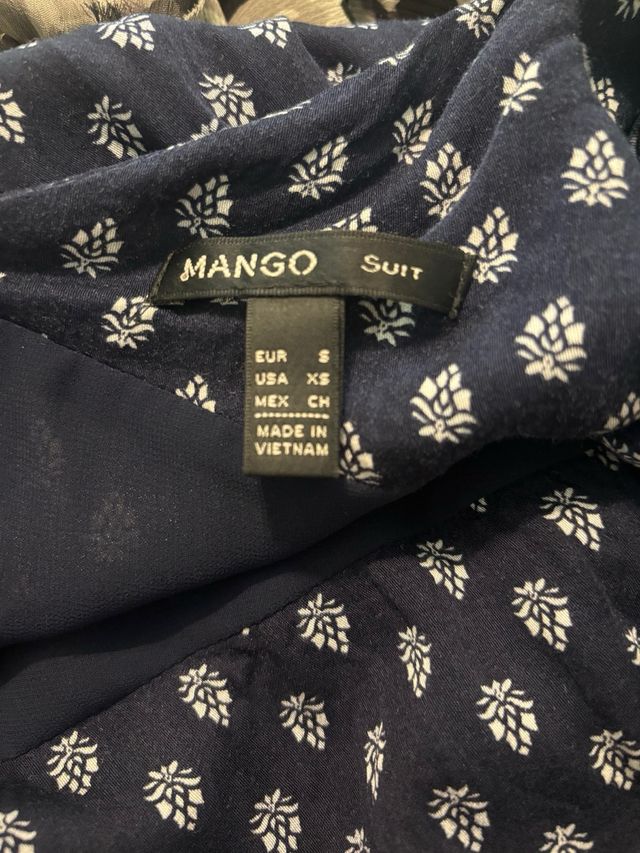 MANGO SUIT
EUR S
USA XS
MEX CH
MADE IN
VIETNAM